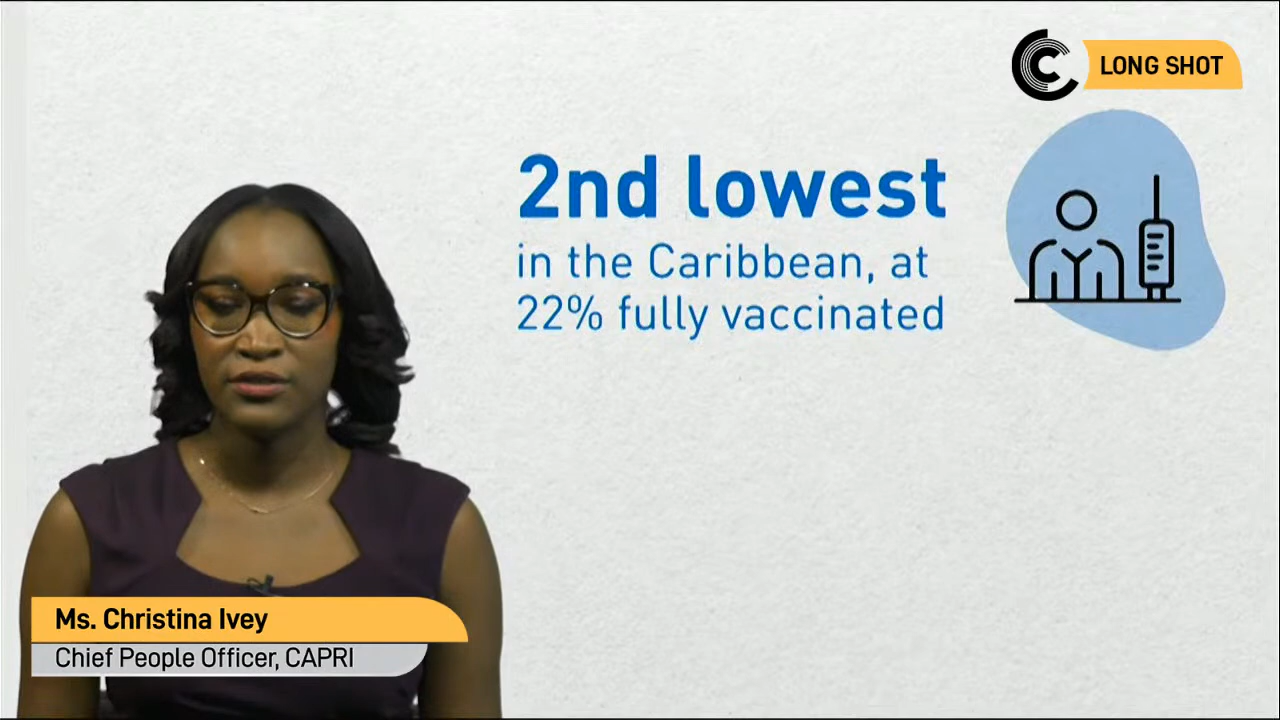 LONG SHOT
2nd lowest
in the Caribbean, at
22% fully vaccinated
Ms. Christina Ivey
Chief People Officer, CAPRI